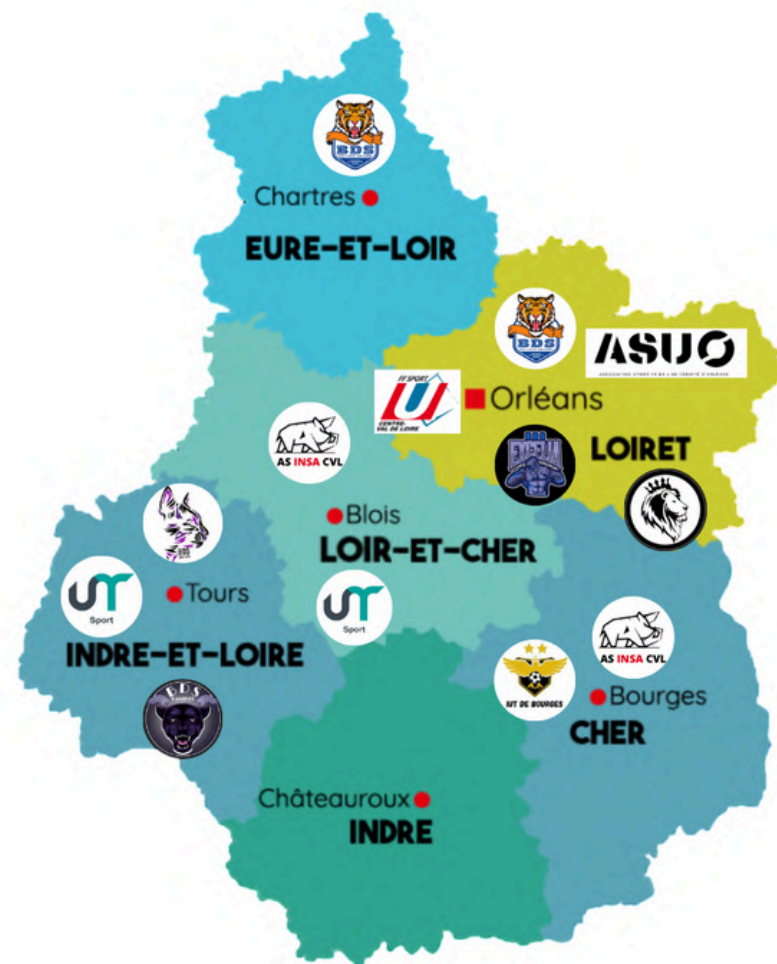 BDS
Chartres
EURE-ET-LOIR
BDS
ASUO
FF SPORT
U
CENTRE-
VAL DE LOIRE
Orléans
LOIRET
AS INSA CVL
Blois
LOIR-ET-CHER
UT
Sport
Tours
UT
Sport
INDRE-ET-LOIRE
AS INSA CVL
IUT DE BOURGES
Bourges
CHER
BDS
Châteauroux
INDRE